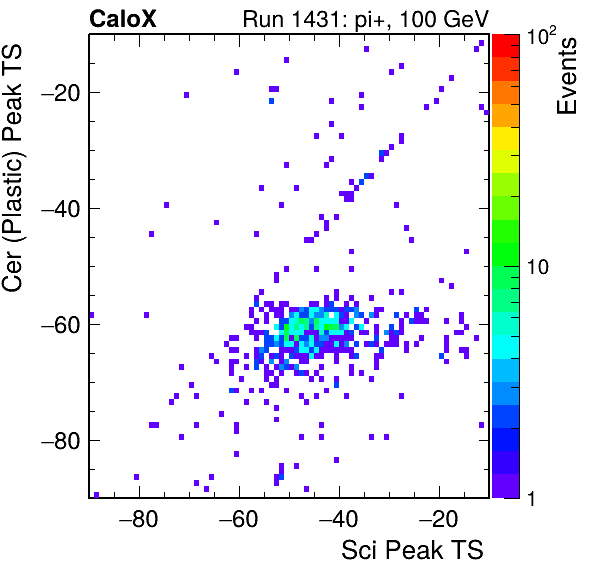 CaloX Run 1431: pi+, 100 GeV
Cer (Plastic) Peak TS
−20
−40
−60
−80
−80 −60 −40 −20
Sci Peak TS
10²
10
1
Events